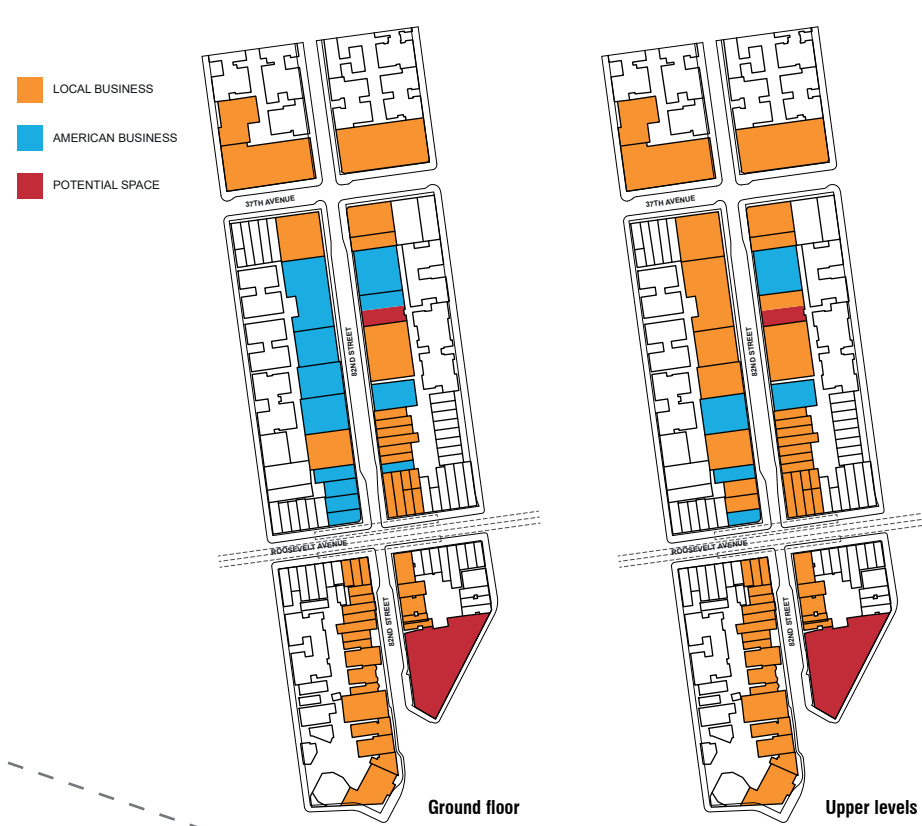 LOCAL BUSINESS
AMERICAN BUSINESS
POTENTIAL SPACE
37TH AVENUE
82ND STREET
ROOSEVELT AVENUE
82ND STREET
Ground floor
37TH AVENUE
82ND STREET
ROOSEVELT AVENUE
82ND STREET
Upper levels